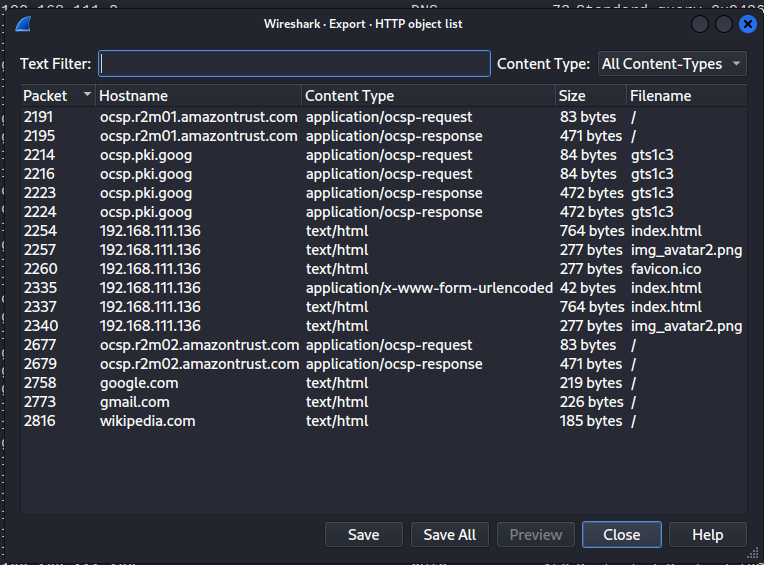 Wireshark · Export · HTTP object list
Text Filter: Content Type: All Content-Types
Packet Hostname Content Type Size Filename
2191 ocsp.r2m01.amazontrust.com application/ocsp-request 83 bytes /
2195 ocsp.r2m01.amazontrust.com application/ocsp-response 471 bytes /
2214 ocsp.pki.goog application/ocsp-request 84 bytes gts1c3
2216 ocsp.pki.goog application/ocsp-request 84 bytes gts1c3
2223 ocsp.pki.goog application/ocsp-response 472 bytes gts1c3
2224 ocsp.pki.goog application/ocsp-response 472 bytes gts1c3
2254 192.168.111.136 text/html 764 bytes index.html
2257 192.168.111.136 text/html 277 bytes img_avatar2.png
2260 192.168.111.136 text/html 277 bytes favicon.ico
2335 192.168.111.136 application/x-www-form-urlencoded 42 bytes index.html
2337 192.168.111.136 text/html 764 bytes index.html
2340 192.168.111.136 text/html 277 bytes img_avatar2.png
2677 ocsp.r2m02.amazontrust.com application/ocsp-request 83 bytes /
2679 ocsp.r2m02.amazontrust.com application/ocsp-response 471 bytes /
2758 google.com text/html 219 bytes /
2773 gmail.com text/html 226 bytes /
2816 wikipedia.com text/html 185 bytes /
Save Save All Preview Close Help